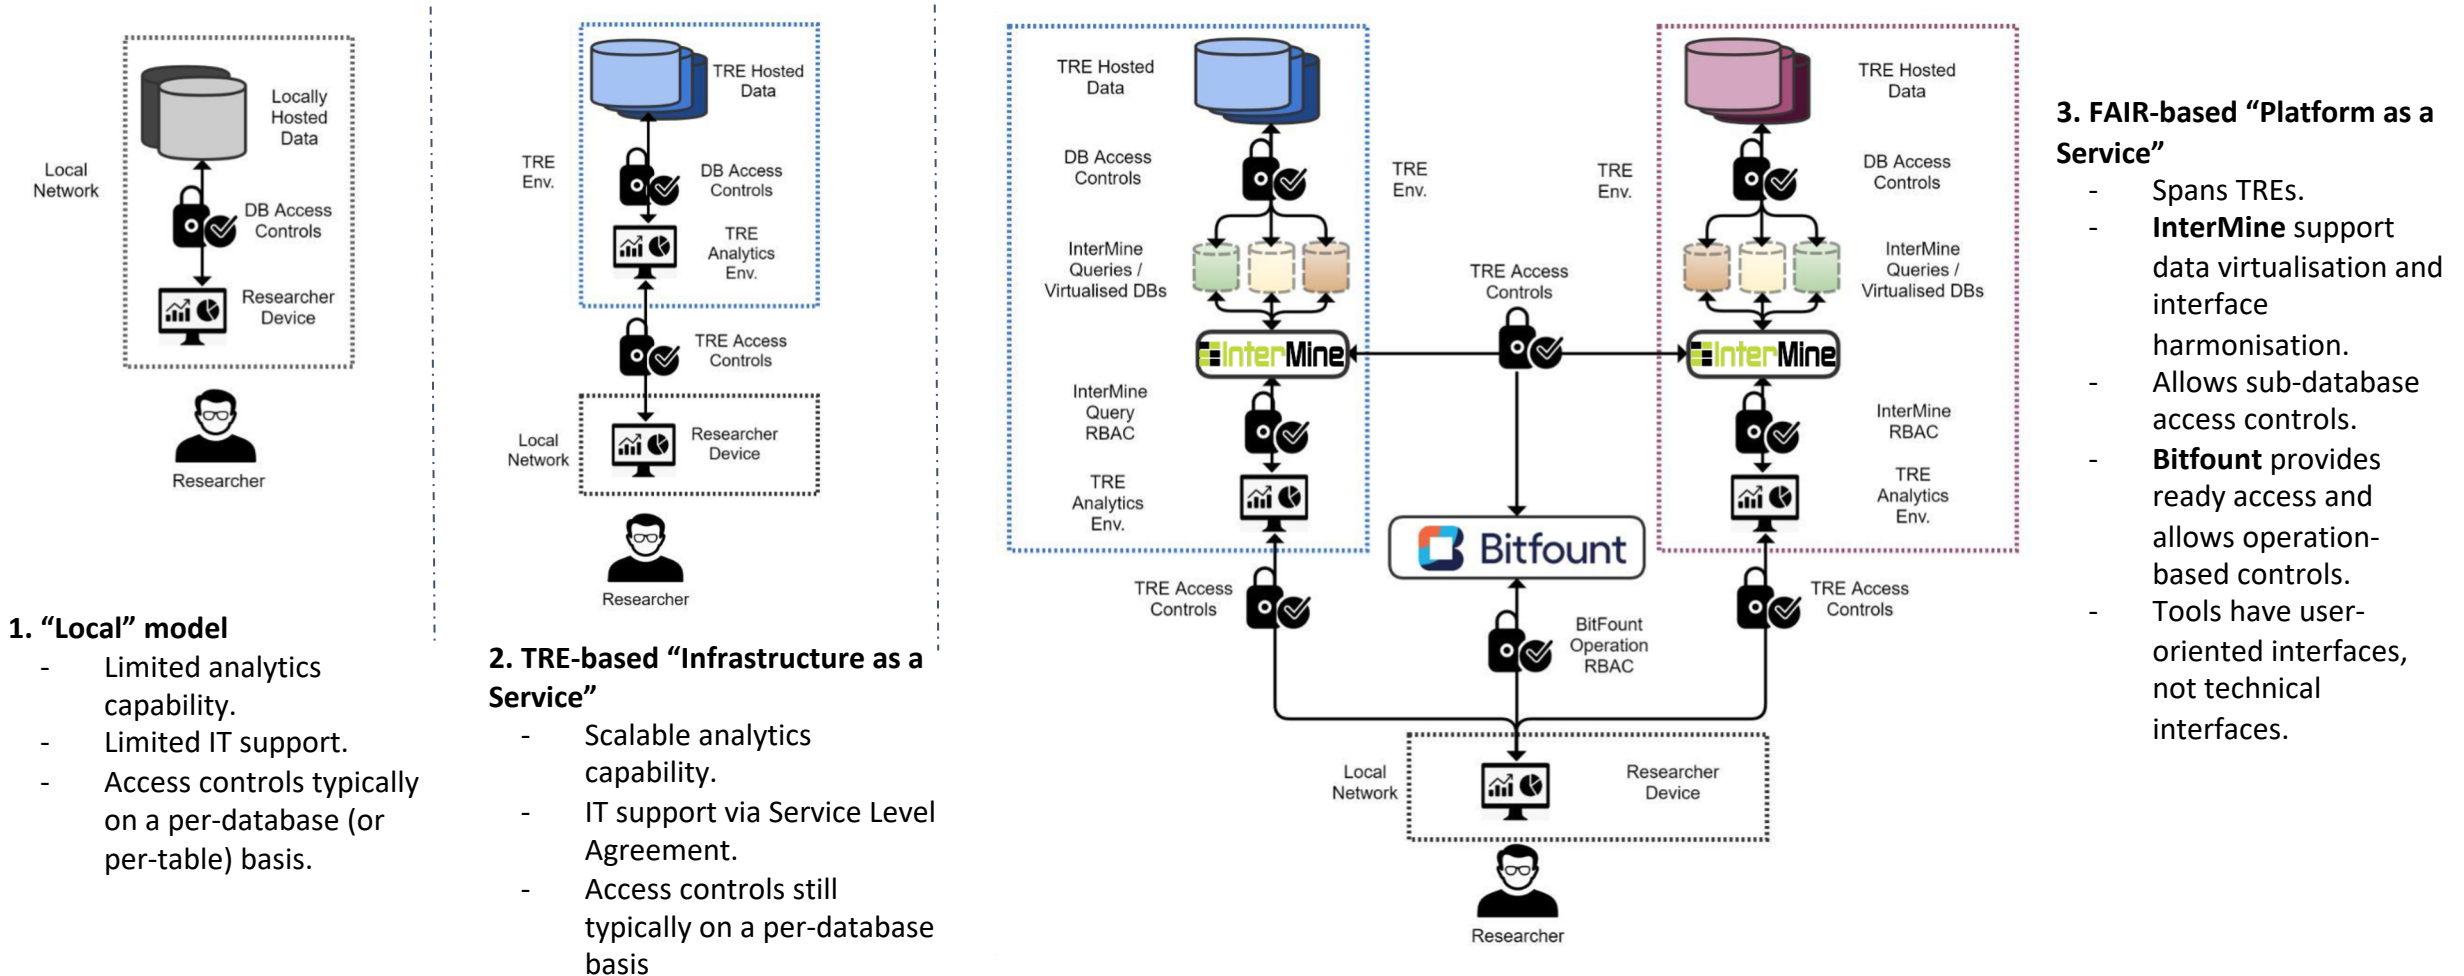 Locally
Hosted
Data
Local
Network
DB Access
Controls
Researcher
Device
Researcher
1. “Local” model
- Limited analytics
capability.
- Limited IT support.
- Access controls typically
on a per-database (or
per-table) basis.
TRE Hosted
Data
TRE
Env.
DB Access
Controls
TRE
Analytics
Env.
TRE Access
Controls
Local
Network
Researcher
Device
Researcher
2. TRE-based “Infrastructure as a
Service”
- Scalable analytics
capability.
- IT support via Service Level
Agreement.
- Access controls still
typically on a per-database
basis
TRE Hosted
Data
DB Access
Controls
TRE
Env.
InterMine
Queries /
Virtualised DBs
InterMine
InterMine
Query
RBAC
TRE
Analytics
Env.
TRE Access
Controls
TRE Access
Controls
Bitfount
BitFount
Operation
RBAC
TRE Hosted
Data
TRE
Env.
DB Access
Controls
InterMine
Queries /
Virtualised DBs
InterMine
InterMine
RBAC
TRE
Analytics
Env.
TRE Access
Controls
Local
Network
Researcher
Device
Researcher
3. FAIR-based “Platform as a
Service”
- Spans TREs.
- InterMine support
data virtualisation and
interface
harmonisation.
- Allows sub-database
access controls.
- Bitfount provides
ready access and
allows operation-
based controls.
- Tools have user-
oriented interfaces,
not technical
interfaces.